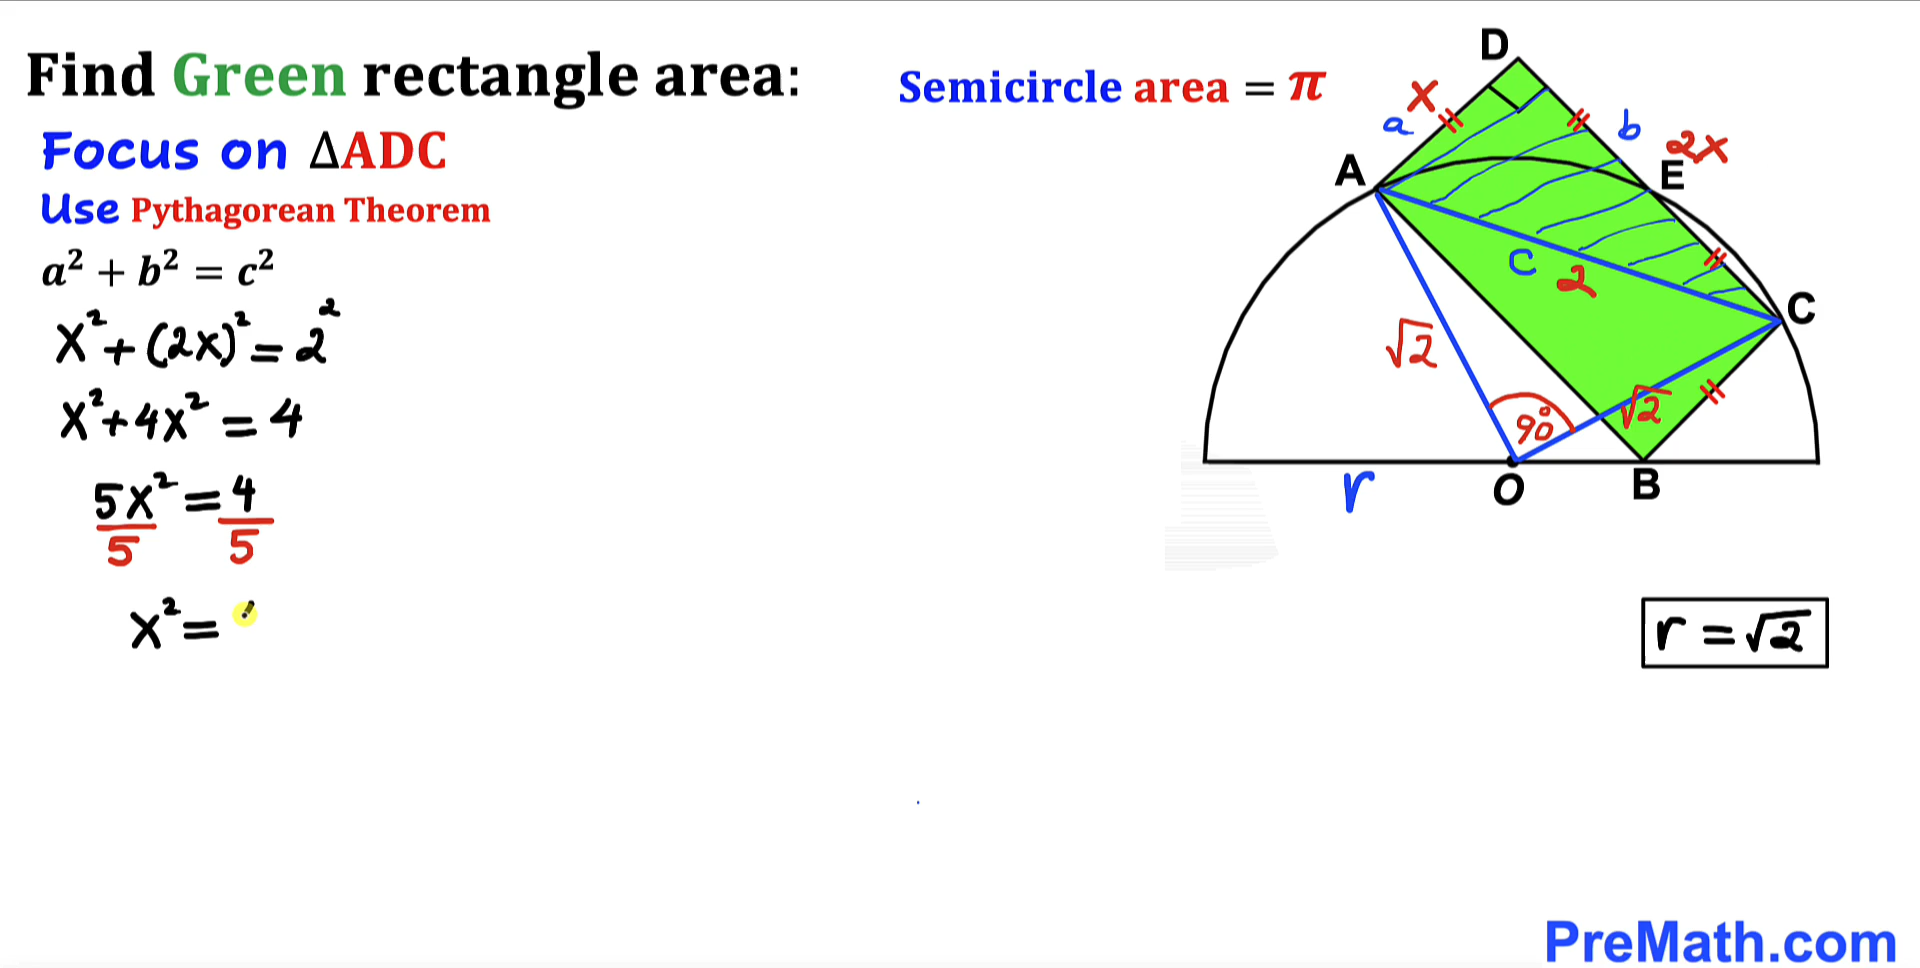 Find Green rectangle area:
Semicircle area = π
Focus on ΔADC
Use Pythagorean Theorem
a² + b² = c²
x² + (2x)² = 2²
x² + 4x² = 4
5x² = 4
5 5
x² =
D
x
a
b
2x
A
E
c
2
C
√2
√2
90°
r
O
B
r = √2
PreMath.com